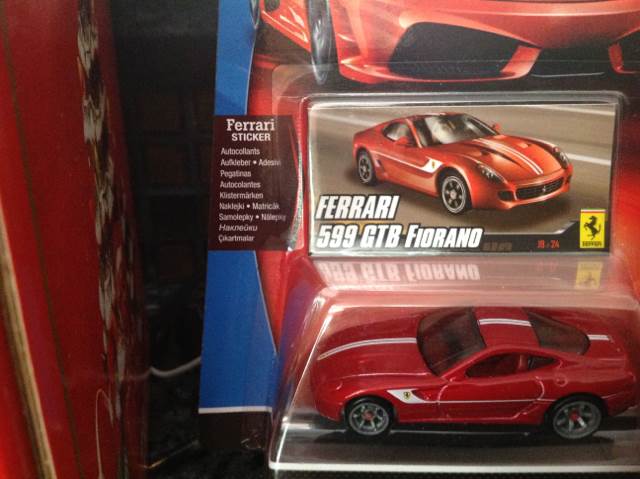 Ferrari
STICKER
Autocollants
Aufkleber • Adesivi
Pegatinas
Autocolantes
Klistermärken
Naklejki • Matricák
Samolepky • Nálepky
Наклейки
Çıkartmalar
FERRARI
599 GTB FIORANO
24
Ferrari